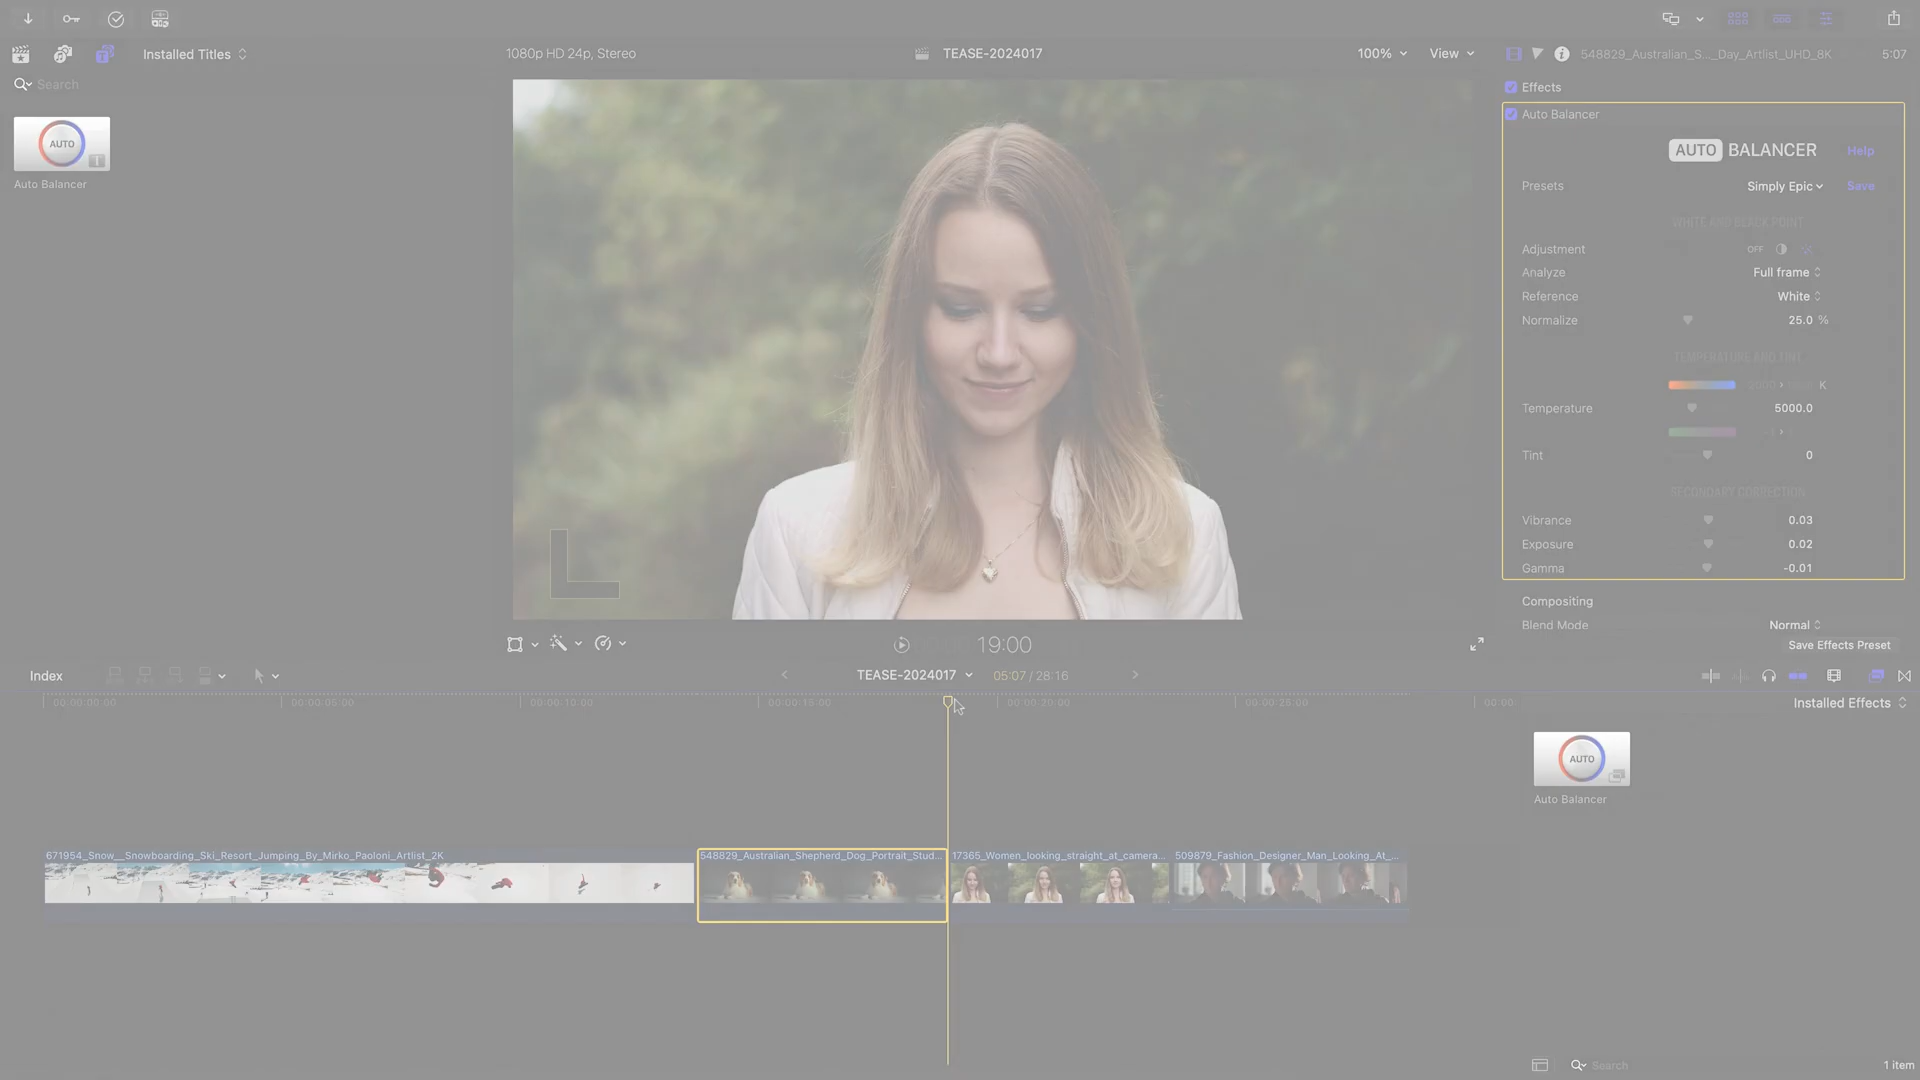 Installed Titles
1080p HD 24p, Stereo
TEASE-2024017
100%
View
548829_Australian_S..._Day_Artlist_UHD_8K
5:07
Search
Effects
Auto Balancer
AUTO
Auto Balancer
AUTO BALANCER
Help
Presets
Simply Epic
Save
WHITE AND BLACK POINT
Adjustment
OFF
Analyze
Full frame
Reference
White
Normalize
25.0 %
TEMPERATURE AND TINT
K
Temperature
5000.0
Tint
0
SECONDARY CORRECTION
Vibrance
0.03
Exposure
0.02
Gamma
-0.01
Compositing
Blend Mode
Normal
Save Effects Preset
19:00
Index
TEASE-2024017
05:07 / 28:16
00:00:00:00
00:00:05:00
00:00:10:00
00:00:15:00
00:00:20:00
00:00:
Installed Effects
AUTO
Auto Balancer
671954_Snow__Snowboarding_Ski_Resort_Jumping_By_Mirko_Paoloni_Artlist_2K
548829_Australian_Shepherd_Dog_Portrait_Stud...
17365_Women_looking_straight_at_camera...
509879_Fashion_Designer_Man_Looking_At_...
Search
1 item